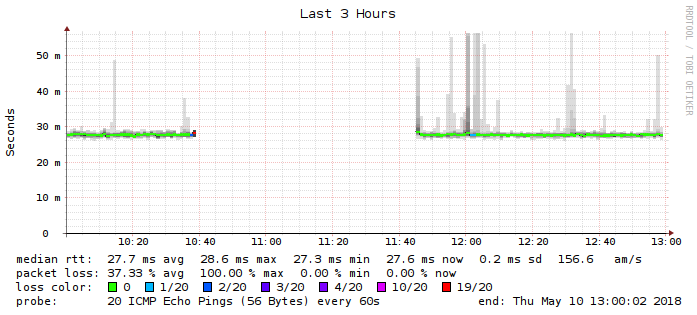 Last 3 Hours
RRDTOOL / TOBI OETIKER
Seconds
50 m
40 m
30 m
20 m
10 m
0
10:20 10:40 11:00 11:20 11:40 12:00 12:20 12:40 13:00
median rtt: 27.7 ms avg 28.6 ms max 27.3 ms min 27.6 ms now 0.2 ms sd 156.6 am/s
packet loss: 37.33 % avg 100.00 % max 0.00 % min 0.00 % now
loss color: 0 1/20 2/20 3/20 4/20 10/20 19/20
probe: 20 ICMP Echo Pings (56 Bytes) every 60s end: Thu May 10 13:00:02 2018